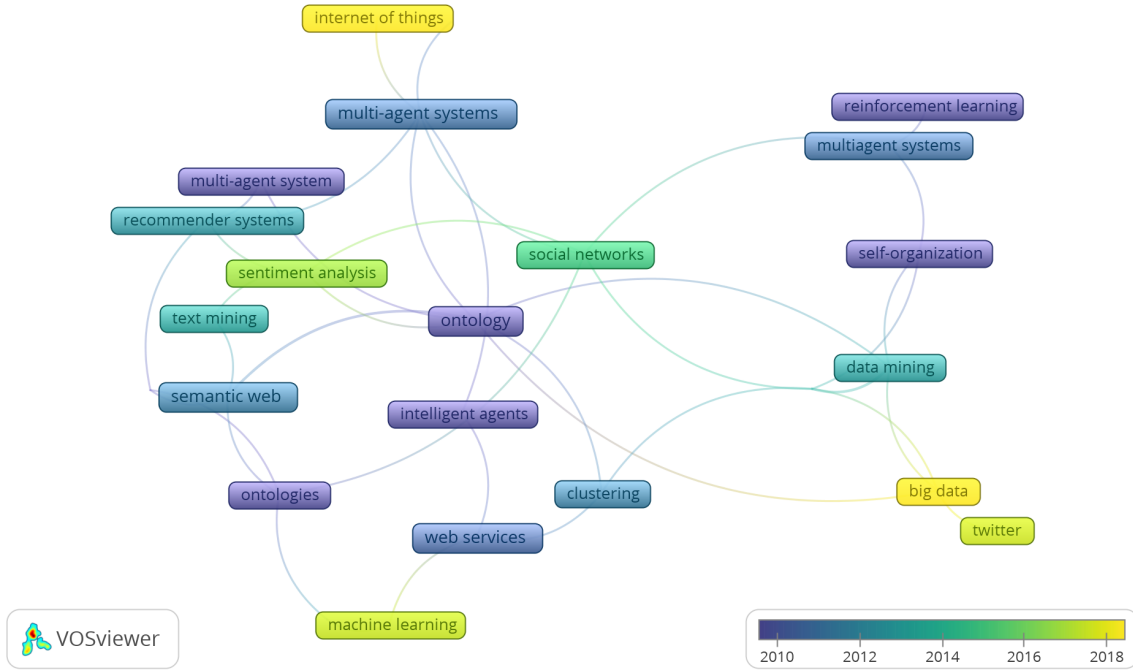 internet of things
multi-agent systems
reinforcement learning
multiagent systems
multi-agent system
recommender systems
social networks
self-organization
sentiment analysis
text mining
ontology
data mining
semantic web
intelligent agents
ontologies
clustering
big data
twitter
web services
machine learning
VOSviewer
2010 2012 2014 2016 2018